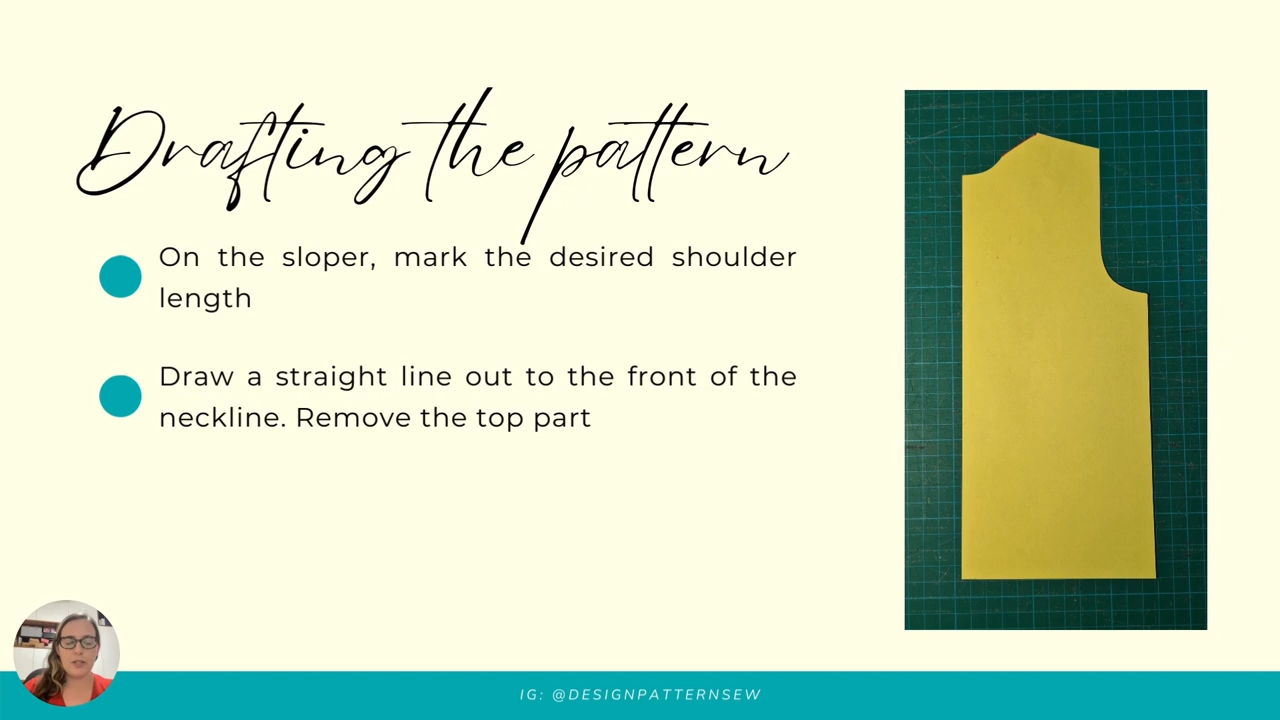 Drafting the pattern
On the sloper, mark the desired shoulder
length
Draw a straight line out to the front of the
neckline. Remove the top part
IG: @DESIGNPATTERNSEW